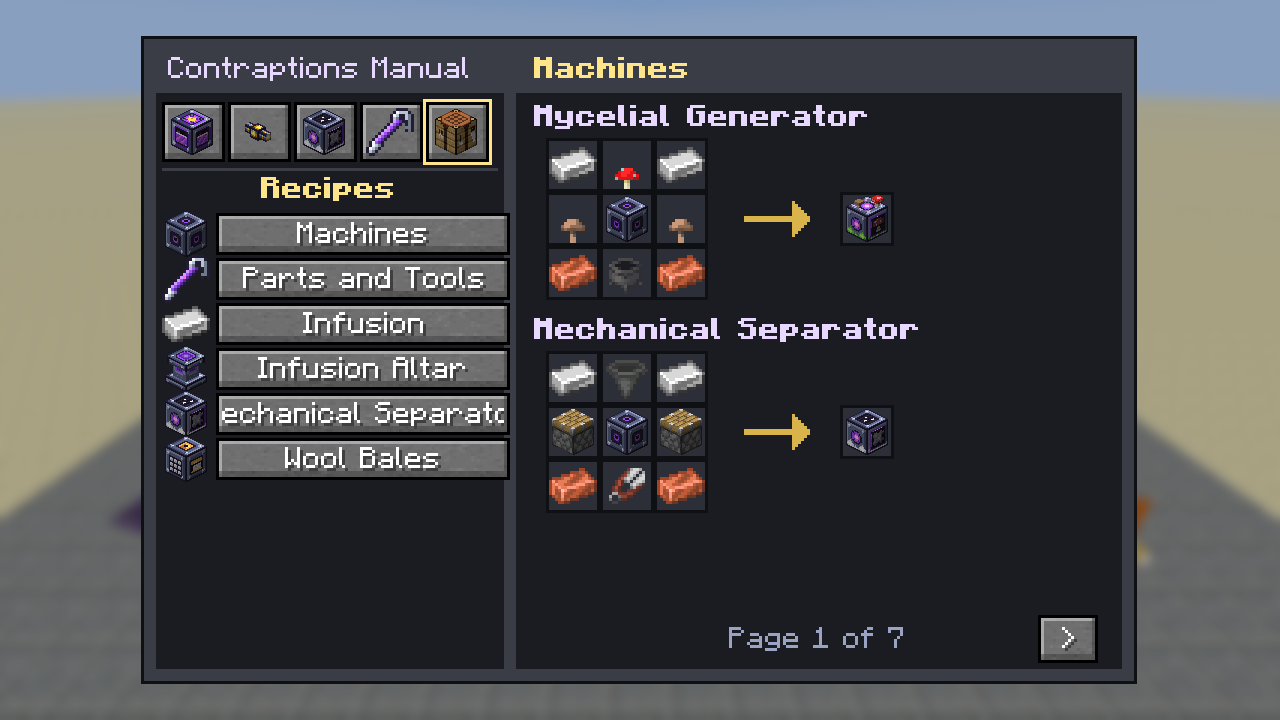 Contraptions Manual
Recipes
Machines
Parts and Tools
Infusion
Infusion Altar
echanical Separato
Wool Bales
Machines
Mycelial Generator
Mechanical Separator
Page 1 of 7
>